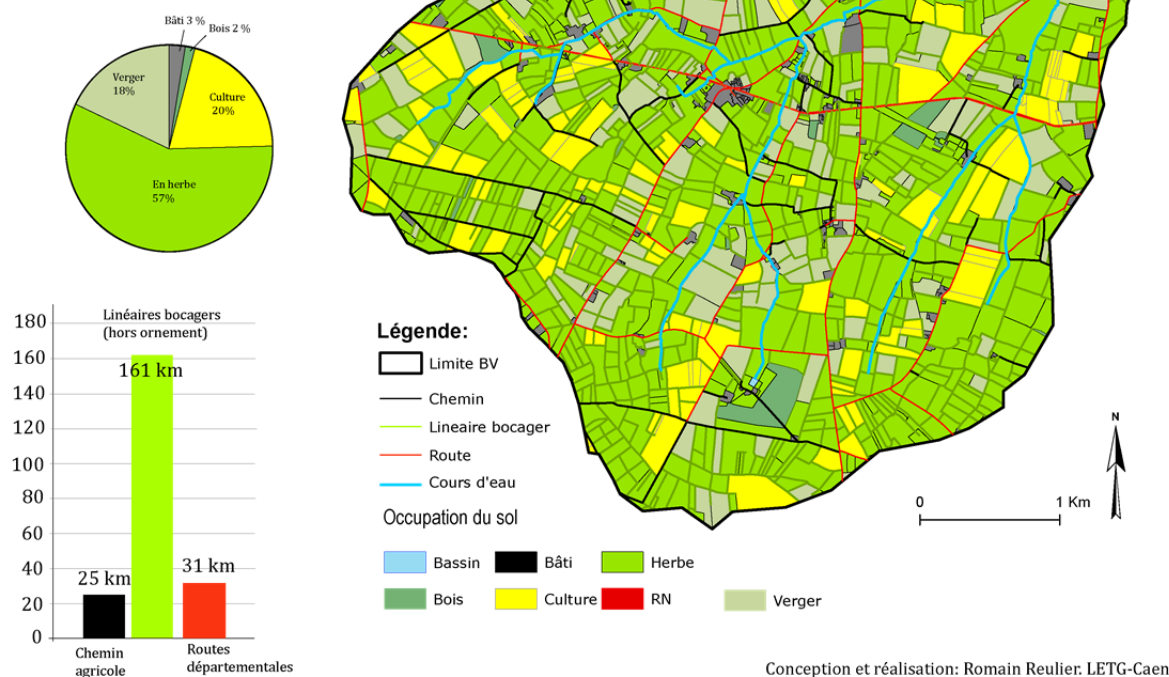 Bâti 3 %
Bois 2 %
Verger
18%
Culture
20%
En herbe
57%
Linéaires bocagers
(hors ornement)
180
160
140
120
100
80
60
40
20
0
161 km
25 km
31 km
Chemin
agricole
Routes
départementales
Légende:
Limite BV
Chemin
Lineaire bocager
Route
Cours d'eau
Occupation du sol
Bassin
Bâti
Herbe
Bois
Culture
RN
Verger
N
0
1 Km
Conception et réalisation: Romain Reulier. LETG-Caen